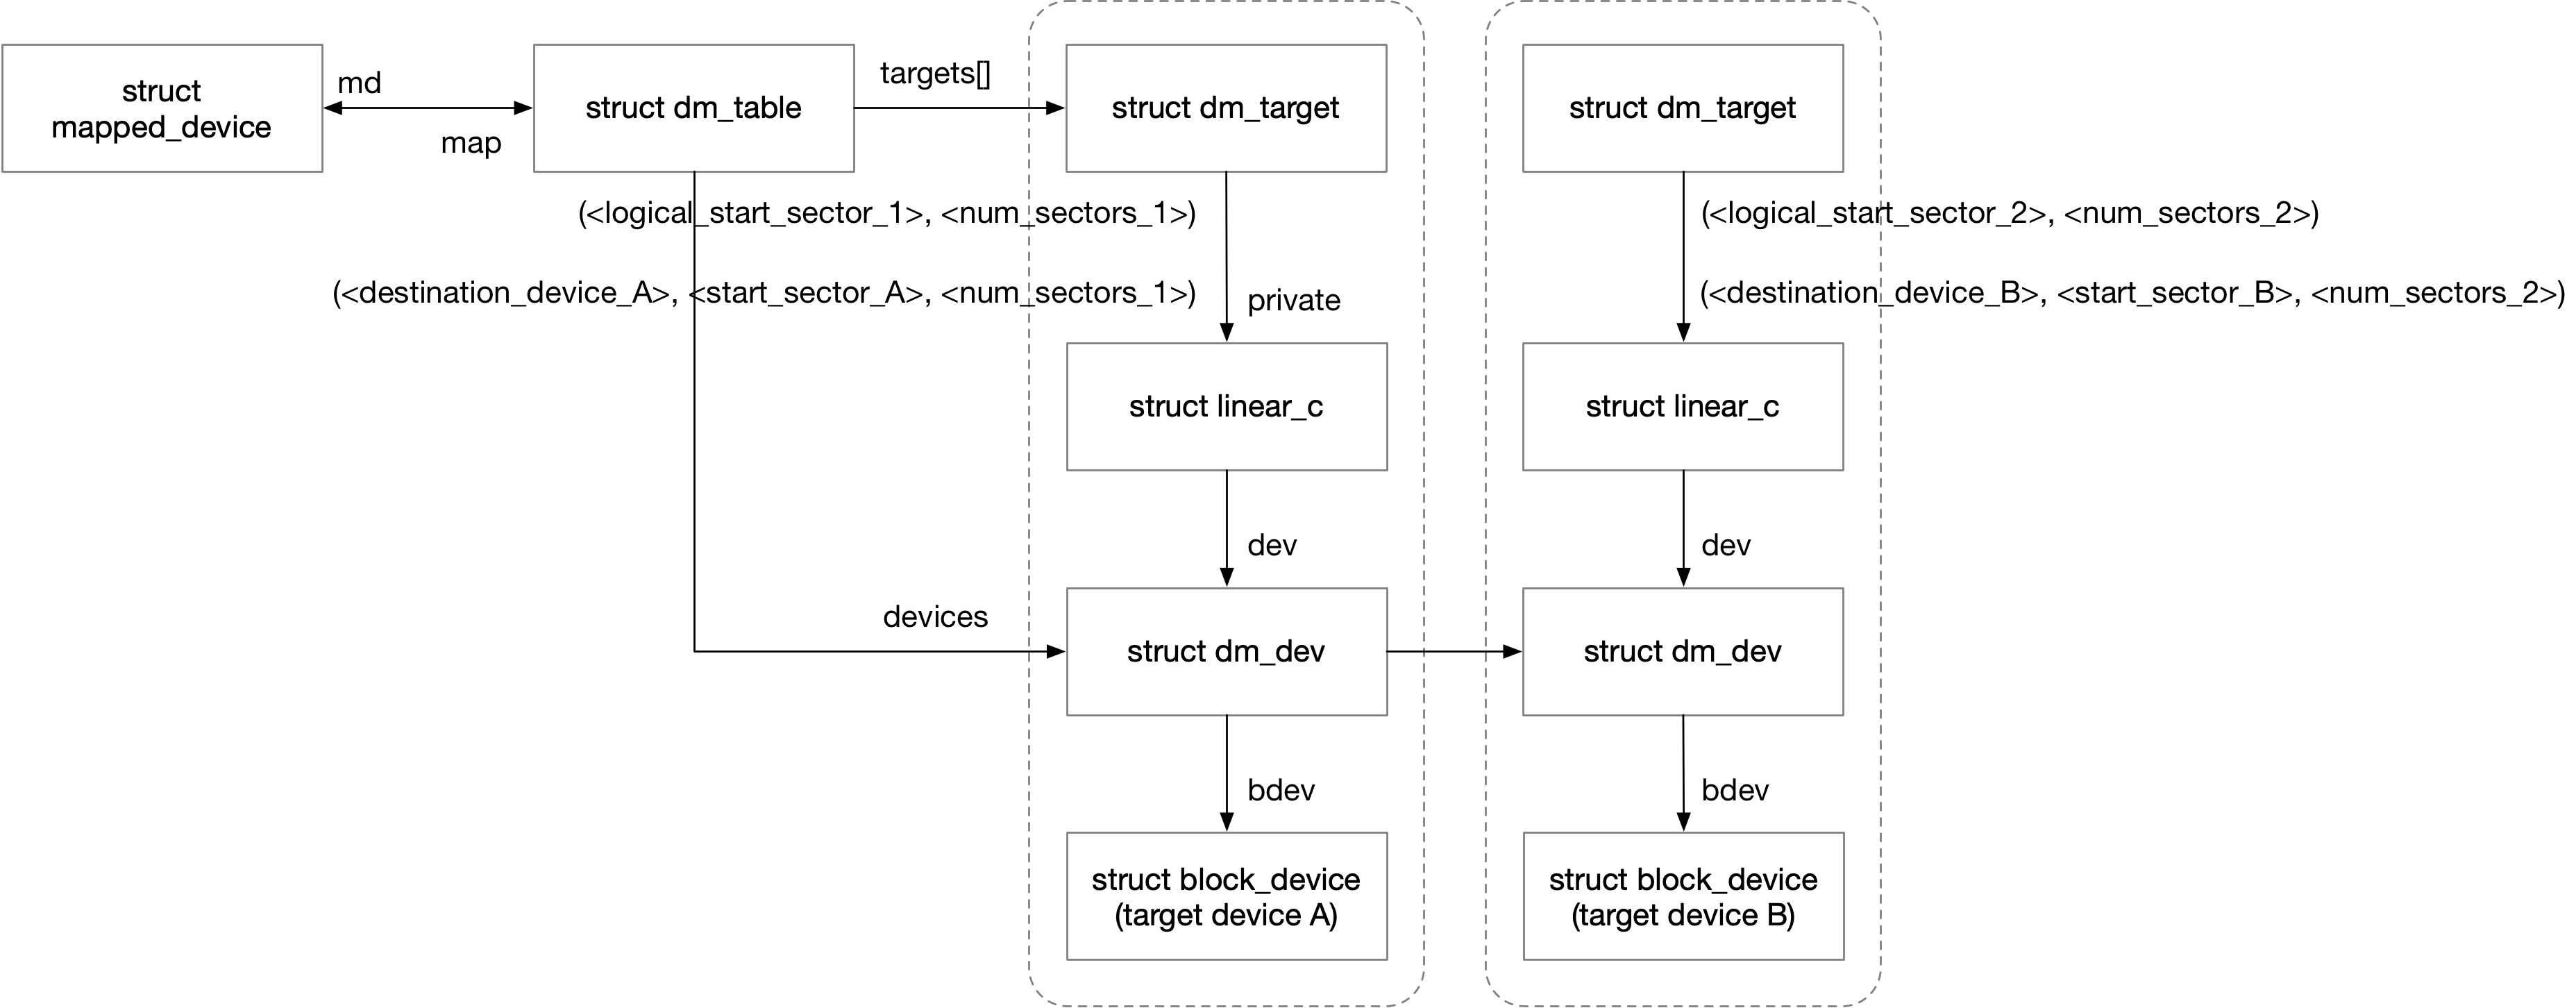 struct
mapped_device
md
map
struct dm_table
targets[]
struct dm_target
struct dm_target
(<logical_start_sector_1>, <num_sectors_1>)
(<logical_start_sector_2>, <num_sectors_2>)
(<destination_device_A>, <start_sector_A>, <num_sectors_1>)
private
(<destination_device_B>, <start_sector_B>, <num_sectors_2>)
struct linear_c
struct linear_c
dev
dev
devices
struct dm_dev
struct dm_dev
bdev
bdev
struct block_device
(target device A)
struct block_device
(target device B)